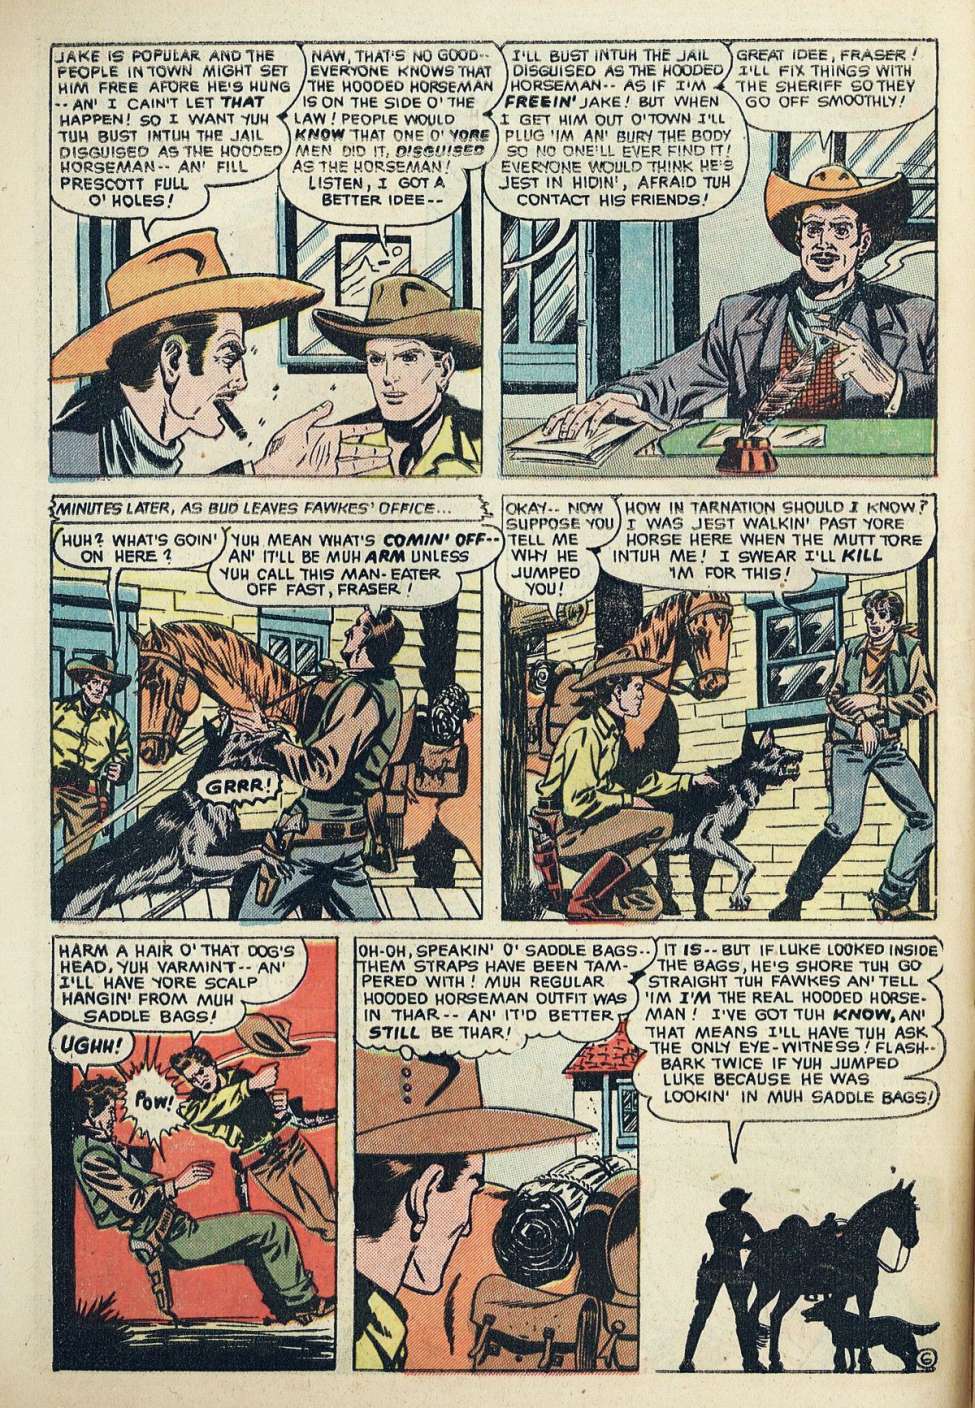 JAKE IS POPULAR AND THE
PEOPLE IN TOWN MIGHT SET
HIM FREE AFORE HE'S HUNG
-- AN' I CAIN'T LET THAT
HAPPEN! SO I WANT YUH
TUH BUST INTUH THE JAIL
DISGUISED AS THE HOODED
HORSEMAN -- AN' FILL
PRESCOTT FULL
O' HOLES!
NAW, THAT'S NO GOOD--
EVERYONE KNOWS THAT
THE HOODED HORSEMAN
IS ON THE SIDE O' THE
LAW! PEOPLE WOULD
KNOW THAT ONE O' YORE
MEN DID IT, DISGUISED
AS THE HORSEMAN!
LISTEN, I GOT A
BETTER IDEE--
I'LL BUST INTUH THE JAIL
DISGUISED AS THE HOODED
HORSEMAN-- AS IF I'M
FREEIN' JAKE! BUT WHEN
I GET HIM OUT O'TOWN I'LL
PLUG 'IM AN' BURY THE BODY
SO NO ONE'LL EVER FIND IT!
EVERYONE WOULD THINK HE'S
JEST IN HIDIN', AFRAID TUH
CONTACT HIS FRIENDS!
GREAT IDEE, FRASER!
I'LL FIX THINGS WITH
THE SHERIFF SO THEY
GO OFF SMOOTHLY!
MINUTES LATER, AS BUD LEAVES FAWKES' OFFICE...
HUH? WHAT'S GOIN'
ON HERE?
YUH MEAN WHAT'S COMIN' OFF--
AN' IT'LL BE MUH ARM UNLESS
YUH CALL THIS MAN-EATER
OFF FAST, FRASER!
GRRR!
OKAY-- NOW
SUPPOSE YOU
TELL ME
WHY HE
JUMPED
YOU!
HOW IN TARNATION SHOULD I KNOW?
I WAS JEST WALKIN' PAST YORE
HORSE HERE WHEN THE MUTT TORE
INTUH ME! I SWEAR I'LL KILL
'IM FOR THIS!
HARM A HAIR O' THAT DOG'S
HEAD, YUH VARMINT-- AN'
I'LL HAVE YORE SCALP
HANGIN' FROM MUH
SADDLE BAGS!
UGHH!
POW!
OH-OH, SPEAKIN' O' SADDLE BAGS--
THEM STRAPS HAVE BEEN TAM-
PERED WITH! MUH REGULAR
HOODED HORSEMAN OUTFIT WAS
IN THAR-- AN' IT'D BETTER
STILL BE THAR!
IT IS-- BUT IF LUKE LOOKED INSIDE
THE BAGS, HE'S SHORE TUH GO
STRAIGHT TUH FAWKES AN' TELL
'IM I'M THE REAL HOODED HORSE-
MAN! I'VE GOT TUH KNOW, AN'
THAT MEANS I'LL HAVE TUH ASK
THE ONLY EYE-WITNESS! FLASH--
BARK TWICE IF YUH JUMPED
LUKE BECAUSE HE WAS
LOOKIN' IN MUH SADDLE BAGS!
6